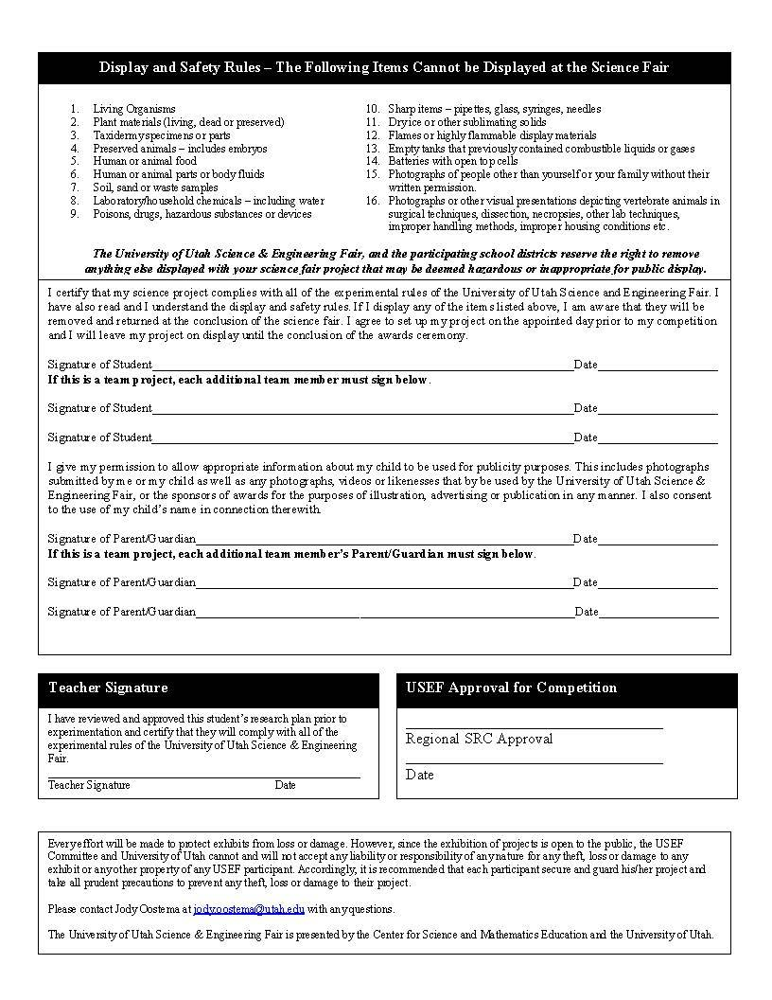 Display and Safety Rules – The Following Items Cannot be Displayed at the Science Fair
1. Living Organisms
2. Plant materials (living, dead or preserved)
3. Taxidermy specimens or parts
4. Preserved animals – includes embryos
5. Human or animal food
6. Human or animal parts or body fluids
7. Soil, sand or waste samples
8. Laboratory/household chemicals – including water
9. Poisons, drugs, hazardous substances or devices
10. Sharp items – pipettes, glass, syringes, needles
11. Dry ice or other sublimating solids
12. Flames or highly flammable display materials
13. Empty tanks that previously contained combustible liquids or gases
14. Batteries with open top cells
15. Photographs of people other than yourself or your family without their
written permission.
16. Photographs or other visual presentations depicting vertebrate animals in
surgical techniques, dissection, necropsies, other lab techniques,
improper handling methods, improper housing conditions etc.
The University of Utah Science & Engineering Fair, and the participating school districts reserve the right to remove
anything else displayed with your science fair project that may be deemed hazardous or inappropriate for public display.
I certify that my science project complies with all of the experimental rules of the University of Utah Science and Engineering Fair. I
have also read and I understand the display and safety rules. If I display any of the items listed above, I am aware that they will be
removed and returned at the conclusion of the science fair. I agree to set up my project on the appointed day prior to my competition
and I will leave my project on display until the conclusion of the awards ceremony.
Signature of Student Date
If this is a team project, each additional team member must sign below.
Signature of Student Date
Signature of Student Date
I give my permission to allow appropriate information about my child to be used for publicity purposes. This includes photographs
submitted by me or my child as well as any photographs, videos or likenesses that by be used by the University of Utah Science &
Engineering Fair, or the sponsors of awards for the purposes of illustration, advertising or publication in any manner. I also consent
to the use of my child's name in connection therewith.
Signature of Parent/Guardian Date
If this is a team project, each additional team member's Parent/Guardian must sign below.
Signature of Parent/Guardian Date
Signature of Parent/Guardian Date
Teacher Signature
I have reviewed and approved this student's research plan prior to
experimentation and certify that they will comply with all of the
experimental rules of the University of Utah Science & Engineering
Fair.
Teacher Signature Date
USEF Approval for Competition
Regional SRC Approval
Date
Every effort will be made to protect exhibits from loss or damage. However, since the exhibition of projects is open to the public, the USEF
Committee and University of Utah cannot and will not accept any liability or responsibility of any nature for any theft, loss or damage to any
exhibit or any other property of any USEF participant. Accordingly, it is recommended that each participant secure and guard his/her project and
take all prudent precautions to prevent any theft, loss or damage to their project.
Please contact Jody Oostema at jody.oostema@utah.edu with any questions.
The University of Utah Science & Engineering Fair is presented by the Center for Science and Mathematics Education and the University of Utah.